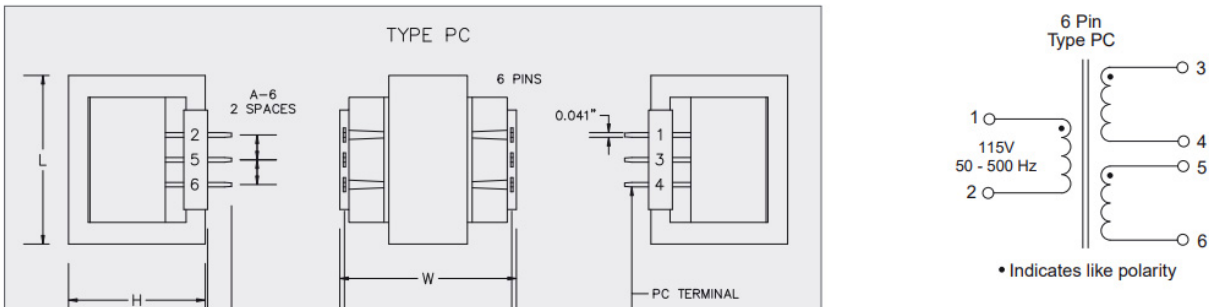 TYPE PC
A-6
2 SPACES
2
5
6
L
H
6 PINS
W
0.041"
1
3
4
PC TERMINAL
6 Pin
Type PC
1
115V
50 - 500 Hz
2
3
4
5
6
• Indicates like polarity